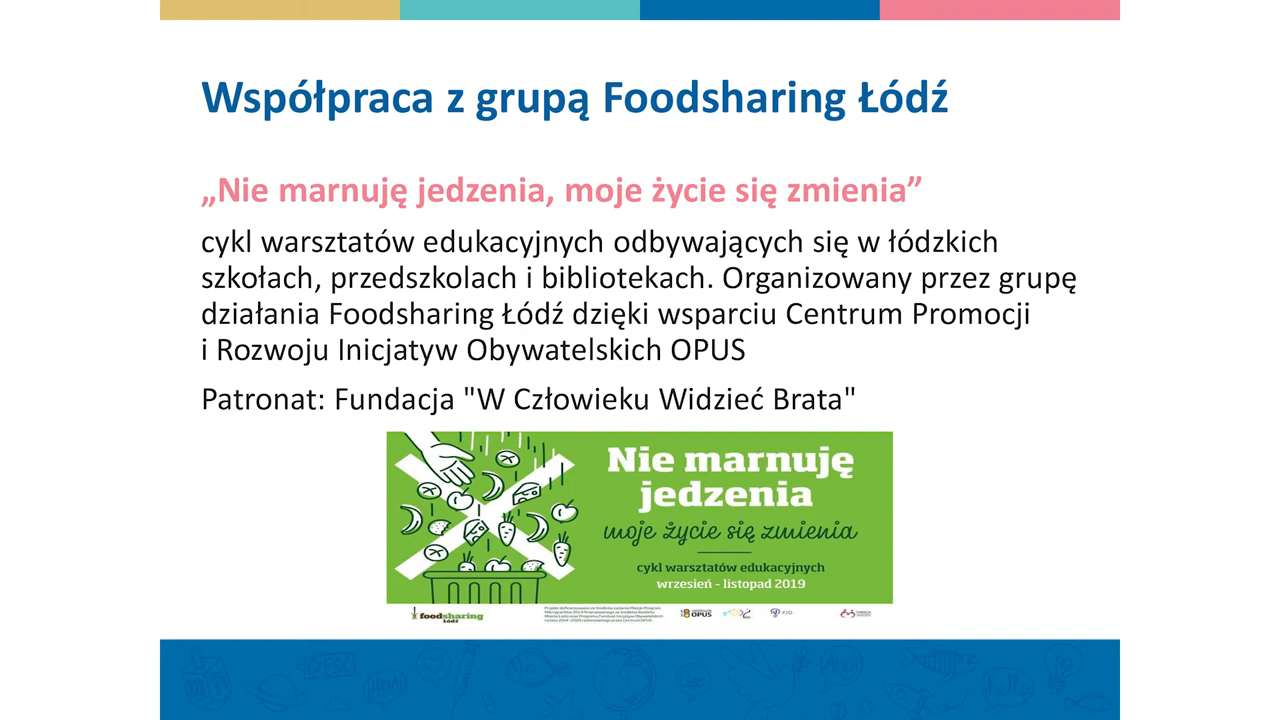 Współpraca z grupą Foodsharing Łódź
„Nie marnuję jedzenia, moje życie się zmienia”
cykl warsztatów edukacyjnych odbywających się w łódzkich
szkołach, przedszkolach i bibliotekach. Organizowany przez grupę
działania Foodsharing Łódź dzięki wsparciu Centrum Promocji
i Rozwoju Inicjatyw Obywatelskich OPUS
Patronat: Fundacja "W Człowieku Widzieć Brata"
Nie marnuję
jedzenia
moje życie się zmienia
cykl warsztatów edukacyjnych
wrzesień - listopad 2019
foodsharing
Łódź
OPUS
FIO
hello